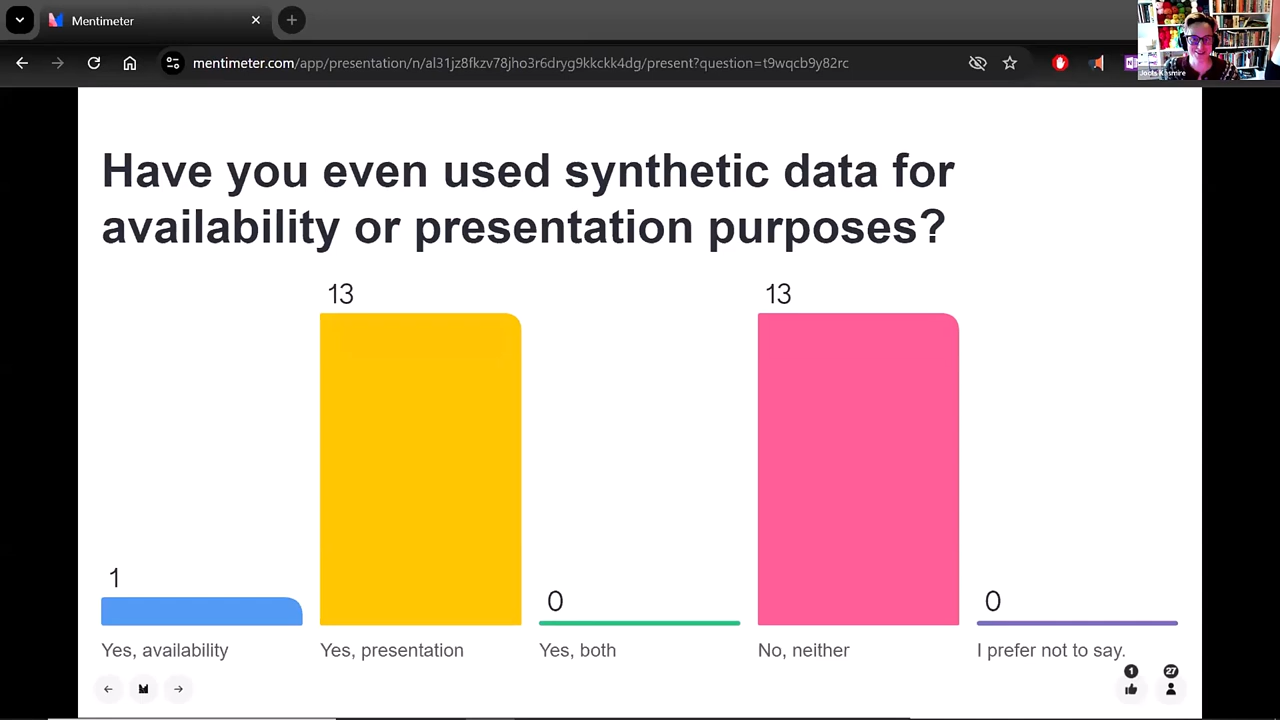 Mentimeter
mentimeter.com/app/presentation/n/al31zc8fkzv78jho3r6dryg9kkckk4dg/present?question=t9wqcb9y82rc
Have you even used synthetic data for
availability or presentation purposes?
13
13
1
0
0
Yes, availability
Yes, presentation
Yes, both
No, neither
I prefer not to say.
1
27